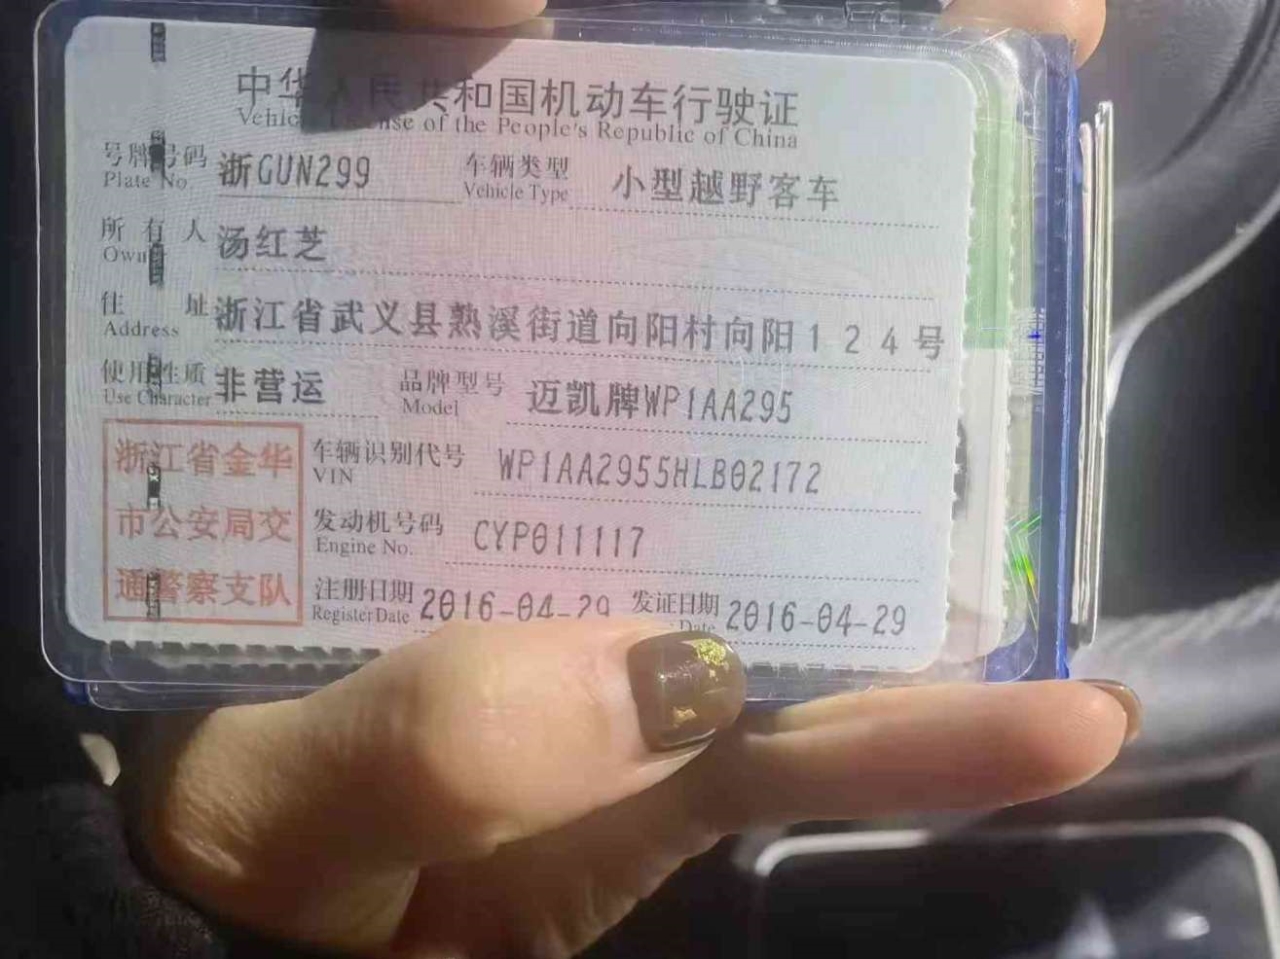 中华人民共和国机动车行驶证
Vehic ense of the People's Republic of China
号牌号码 浙GUN299 车辆类型 小型越野客车
Plate No. Vehicle Type
所有人 汤红芝
Own
住址 浙江省武义县熟溪街道向阳村向阳124号
Address
使用性质 非营运 品牌型号 迈凯牌WP1AA295
Use Character Model
浙江省金华
市公安局交
通警察支队
车辆识别代号 WP1AA2955HLB02172
VIN
发动机号码 CYP011117
Engine No.
注册日期 2016-04-29 发证日期 2016-04-29
Register Date Date